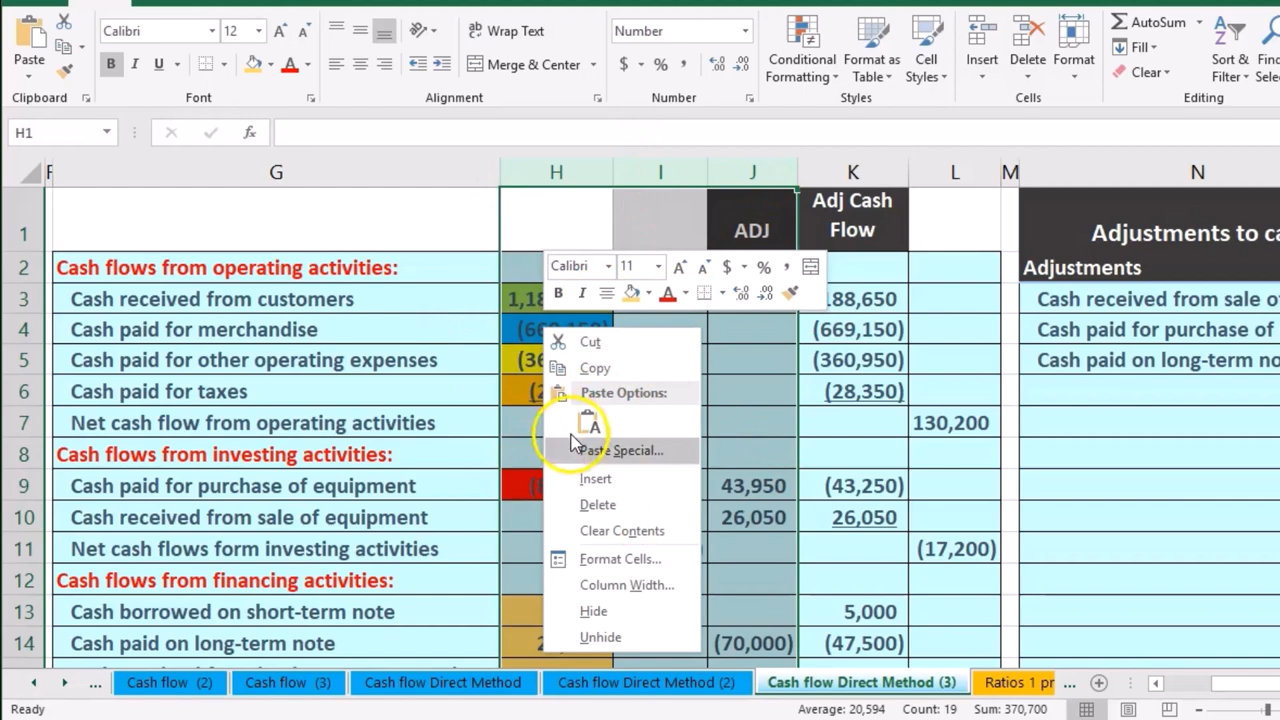 Calibri 12 Wrap Text Number AutoSum
Paste B I U Merge & Center $ % Conditional Formatting Format as Table Cell Styles Insert Delete Format Fill Clear Sort & Filter
Clipboard Font Alignment Number Styles Cells Editing
H1 fx
F G H I J K L M N
1 ADJ Adj Cash Flow Adjustments to
2 Cash flows from operating activities: Adjustments
Calibri 11 $ %
B I A
3 Cash received from customers 188,650 Cash received from sale
4 Cash paid for merchandise (669,150) Cash paid for purchase of
5 Cash paid for other operating expenses (360,950) Cash paid on long-term note
6 Cash paid for taxes (28,350)
7 Net cash flow from operating activities 130,200
8 Cash flows from investing activities:
9 Cash paid for purchase of equipment 43,950 (43,250)
10 Cash received from sale of equipment 26,050 26,050
11 Net cash flows form investing activities (17,200)
12 Cash flows from financing activities:
13 Cash borrowed on short-term note 5,000
14 Cash paid on long-term note (70,000) (47,500)
Cut
Copy
Paste Options:
A
Paste Special...
Insert
Delete
Clear Contents
Format Cells...
Column Width...
Hide
Unhide
... Cash flow (2) Cash flow (3) Cash flow Direct Method Cash flow Direct Method (2) Cash flow Direct Method (3) Ratios 1 pr ...
Ready Average: 20,594 Count: 19 Sum: 370,700